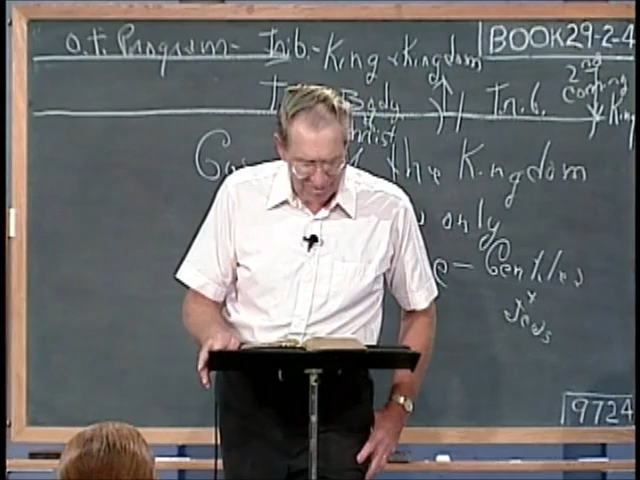 O.T. Program - Trib. - King & Kingdom
BOOK 29-2-4
Body Trib. 2nd Coming King
Christ
the Kingdom
only
- Gentiles
+
Jews
9724